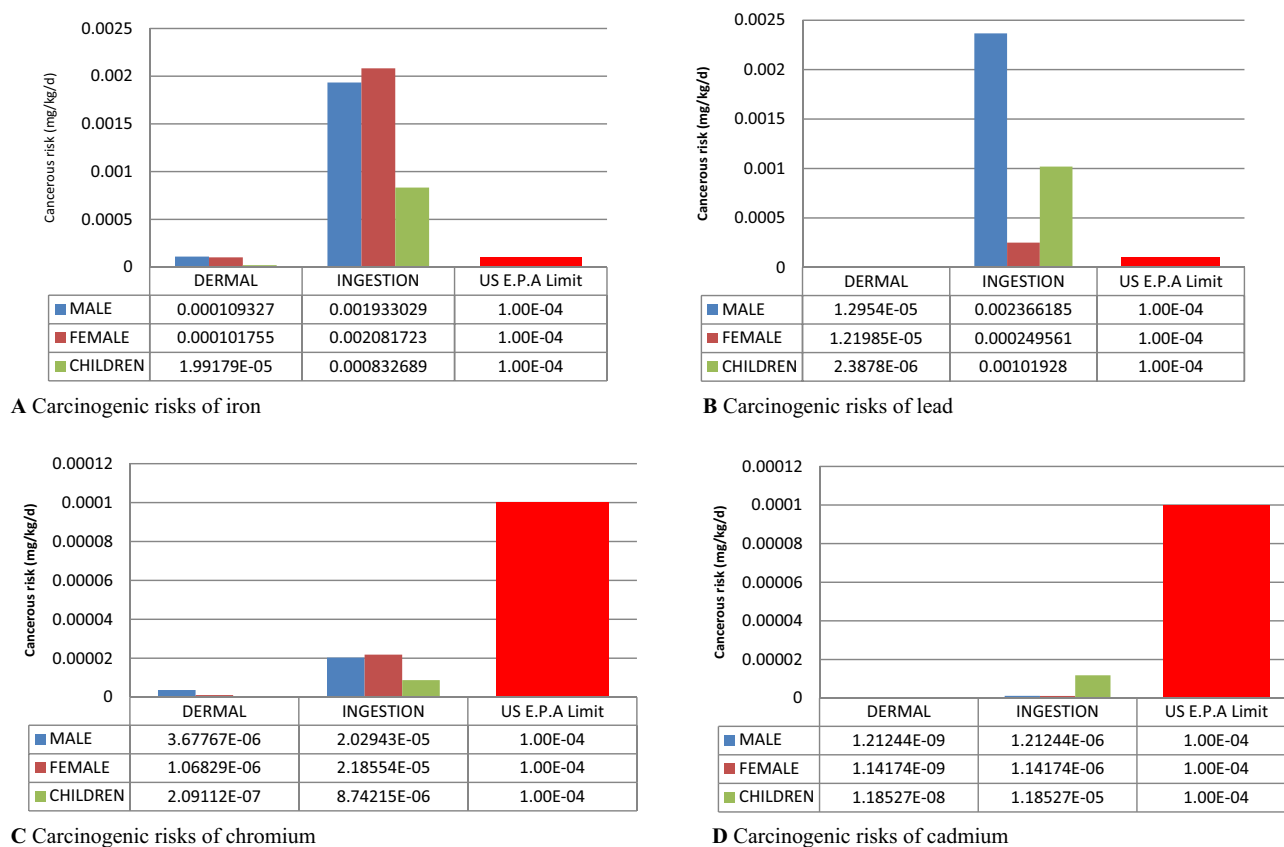 Cancerous risk (mg/kg/d)
0.0025
0.002
0.0015
0.001
0.0005
0
DERMAL INGESTION US E.P.A Limit
MALE 0.000109327 0.001933029 1.00E-04
FEMALE 0.000101755 0.002081723 1.00E-04
CHILDREN 1.99179E-05 0.000832689 1.00E-04
A Carcinogenic risks of iron
Cancerous risk (mg/kg/d)
0.0025
0.002
0.0015
0.001
0.0005
0
DERMAL INGESTION US E.P.A Limit
MALE 1.2954E-05 0.002366185 1.00E-04
FEMALE 1.21985E-05 0.000249561 1.00E-04
CHILDREN 2.3878E-06 0.00101928 1.00E-04
B Carcinogenic risks of lead
Cancerous risk (mg/kg/d)
0.00012
0.0001
0.00008
0.00006
0.00004
0.00002
0
DERMAL INGESTION US E.P.A Limit
MALE 3.67767E-06 2.02943E-05 1.00E-04
FEMALE 1.06829E-06 2.18554E-05 1.00E-04
CHILDREN 2.09112E-07 8.74215E-06 1.00E-04
C Carcinogenic risks of chromium
Cancerous risk (mg/kg/d)
0.00012
0.0001
0.00008
0.00006
0.00004
0.00002
0
DERMAL INGESTION US E.P.A Limit
MALE 1.21244E-09 1.21244E-06 1.00E-04
FEMALE 1.14174E-09 1.14174E-06 1.00E-04
CHILDREN 1.18527E-08 1.18527E-05 1.00E-04
D Carcinogenic risks of cadmium